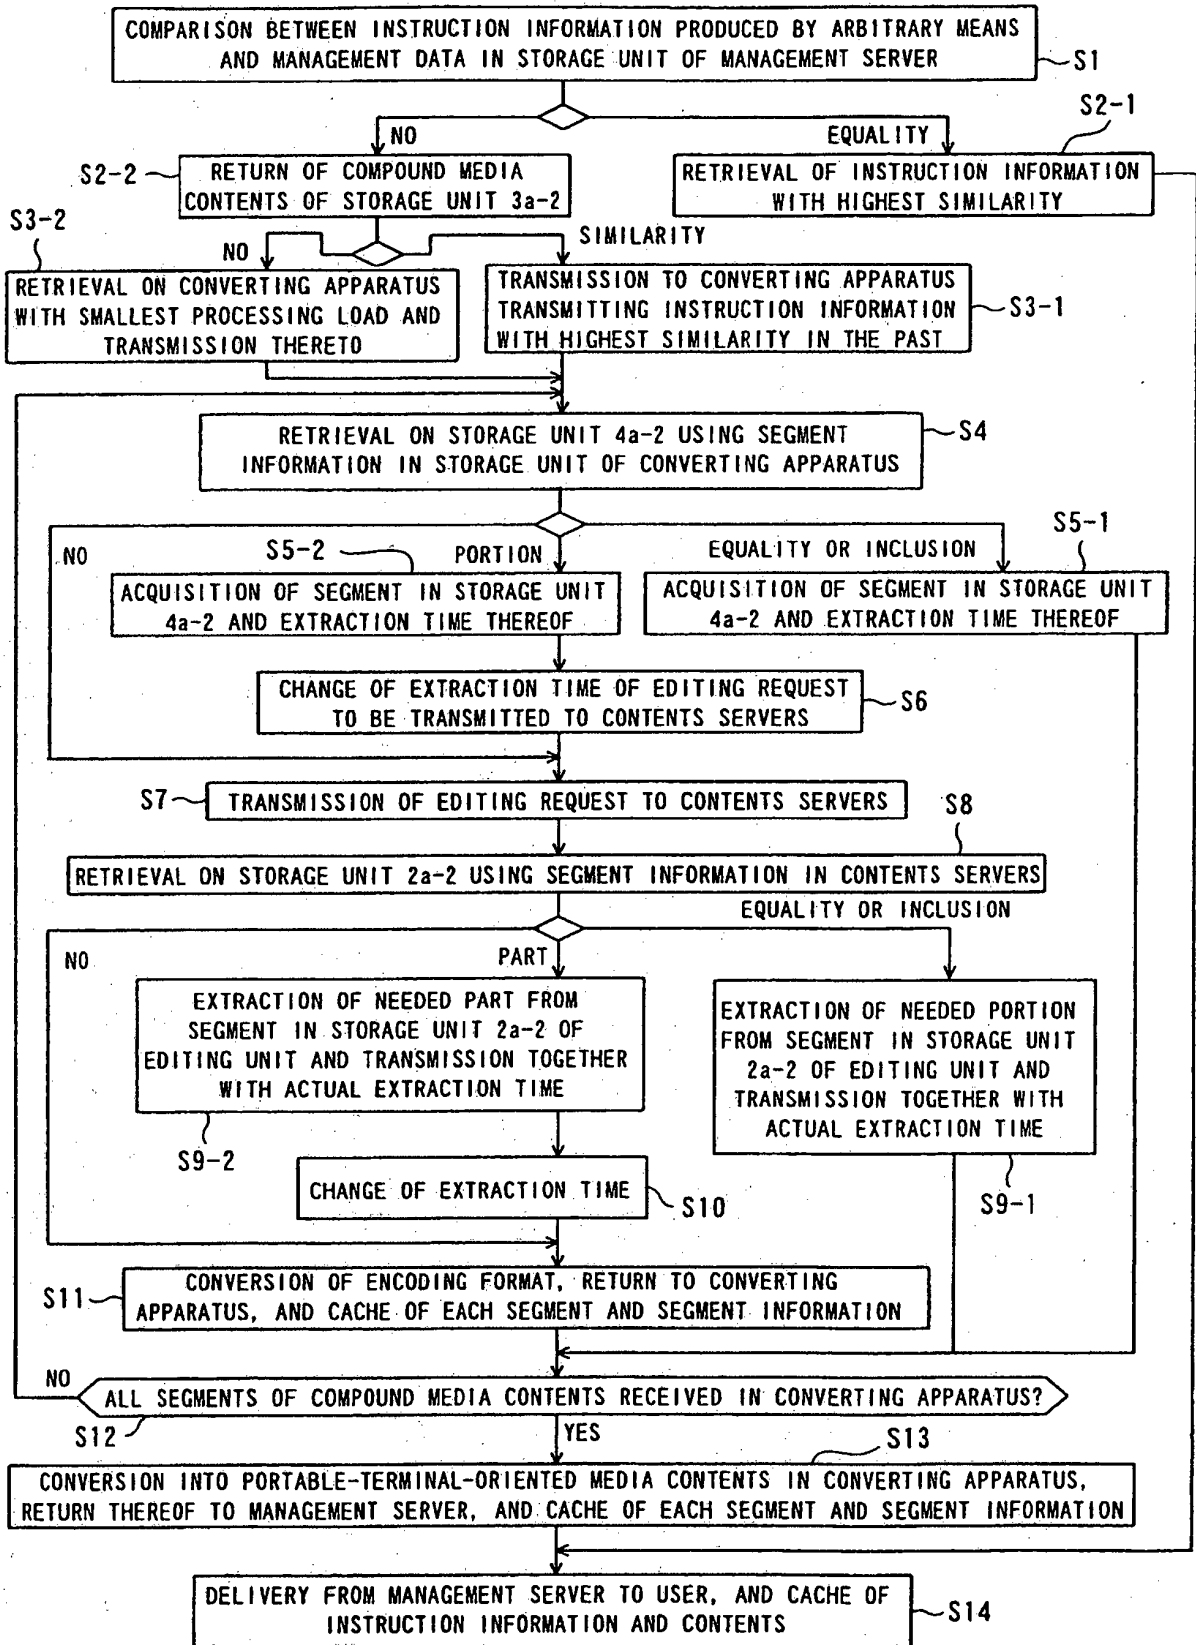 COMPARISON BETWEEN INSTRUCTION INFORMATION PRODUCED BY ARBITRARY MEANS
AND MANAGEMENT DATA IN STORAGE UNIT OF MANAGEMENT SERVER
S1
NO
EQUALITY
S2-1
S2-2
RETURN OF COMPOUND MEDIA
CONTENTS OF STORAGE UNIT 3a-2
RETRIEVAL OF INSTRUCTION INFORMATION
WITH HIGHEST SIMILARITY
S3-2
NO
SIMILARITY
RETRIEVAL ON CONVERTING APPARATUS
WITH SMALLEST PROCESSING LOAD AND
TRANSMISSION THERETO
TRANSMISSION TO CONVERTING APPARATUS
TRANSMITTING INSTRUCTION INFORMATION
WITH HIGHEST SIMILARITY IN THE PAST
S3-1
RETRIEVAL ON STORAGE UNIT 4a-2 USING SEGMENT
INFORMATION IN STORAGE UNIT OF CONVERTING APPARATUS
S4
NO
S5-2
PORTION
EQUALITY OR INCLUSION
S5-1
ACQUISITION OF SEGMENT IN STORAGE UNIT
4a-2 AND EXTRACTION TIME THEREOF
ACQUISITION OF SEGMENT IN STORAGE UNIT
4a-2 AND EXTRACTION TIME THEREOF
CHANGE OF EXTRACTION TIME OF EDITING REQUEST
TO BE TRANSMITTED TO CONTENTS SERVERS
S6
S7
TRANSMISSION OF EDITING REQUEST TO CONTENTS SERVERS
S8
RETRIEVAL ON STORAGE UNIT 2a-2 USING SEGMENT INFORMATION IN CONTENTS SERVERS
EQUALITY OR INCLUSION
NO
PART
EXTRACTION OF NEEDED PART FROM
SEGMENT IN STORAGE UNIT 2a-2 OF
EDITING UNIT AND TRANSMISSION TOGETHER
WITH ACTUAL EXTRACTION TIME
EXTRACTION OF NEEDED PORTION
FROM SEGMENT IN STORAGE UNIT
2a-2 OF EDITING UNIT AND
TRANSMISSION TOGETHER WITH
ACTUAL EXTRACTION TIME
S9-2
CHANGE OF EXTRACTION TIME
S10
S9-1
S11
CONVERSION OF ENCODING FORMAT, RETURN TO CONVERTING
APPARATUS, AND CACHE OF EACH SEGMENT AND SEGMENT INFORMATION
NO
ALL SEGMENTS OF COMPOUND MEDIA CONTENTS RECEIVED IN CONVERTING APPARATUS?
S12
YES
S13
CONVERSION INTO PORTABLE-TERMINAL-ORIENTED MEDIA CONTENTS IN CONVERTING APPARATUS,
RETURN THEREOF TO MANAGEMENT SERVER, AND CACHE OF EACH SEGMENT AND SEGMENT INFORMATION
DELIVERY FROM MANAGEMENT SERVER TO USER, AND CACHE OF
INSTRUCTION INFORMATION AND CONTENTS
S14